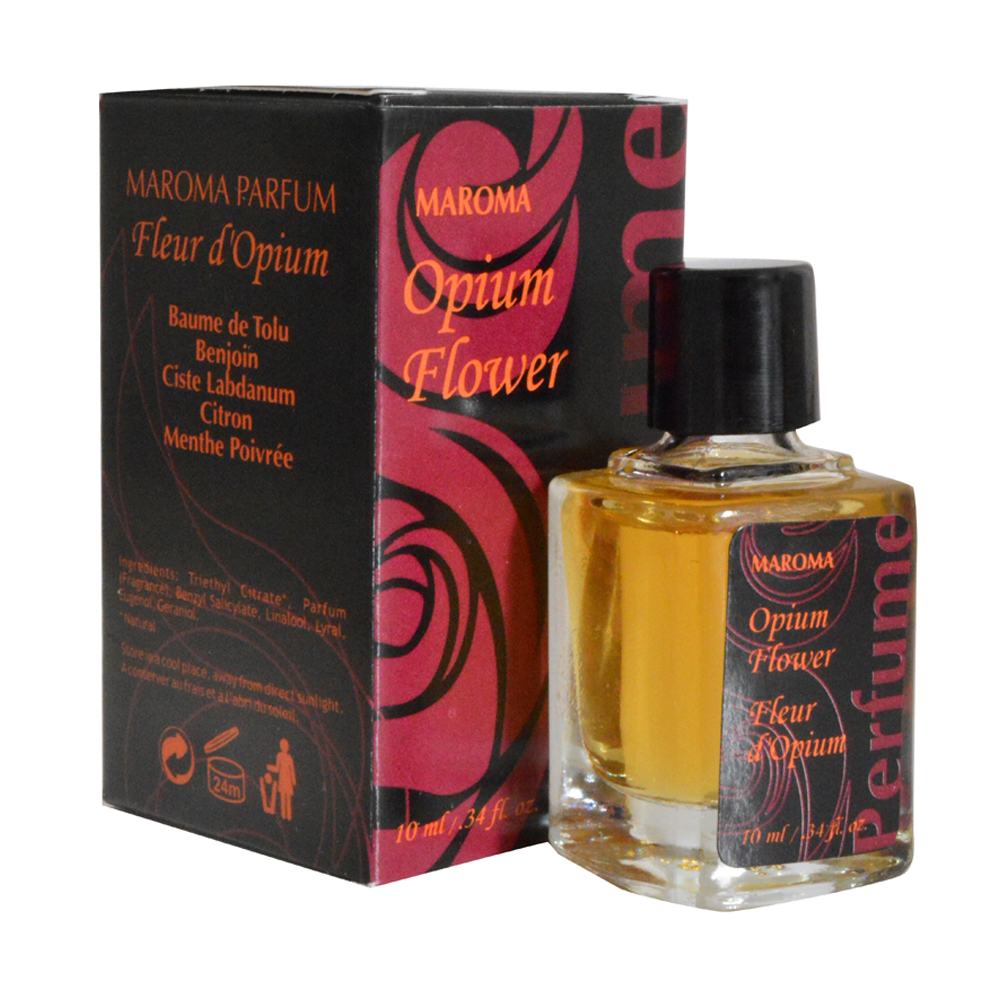 MAROMA PARFUM
Fleur d'Opium
Baume de Tolu
Benjoin
Ciste Labdanum
Citron
Menthe Poivrée
Ingredients: Triethyl Citrate*, Parfum
(Fragrance), Benzyl Salicylate, Linalool, Lyral,
Eugenol, Geraniol.
*Natural
Store in a cool place, away from direct sunlight.
A conserver au frais et à l'abri du soleil.
24m
MAROMA
Opium
Flower
10 ml / .34 fl. oz.
MAROMA
Opium
Flower
Fleur
d'Opium
10 ml / .34 fl. oz.
Perfume